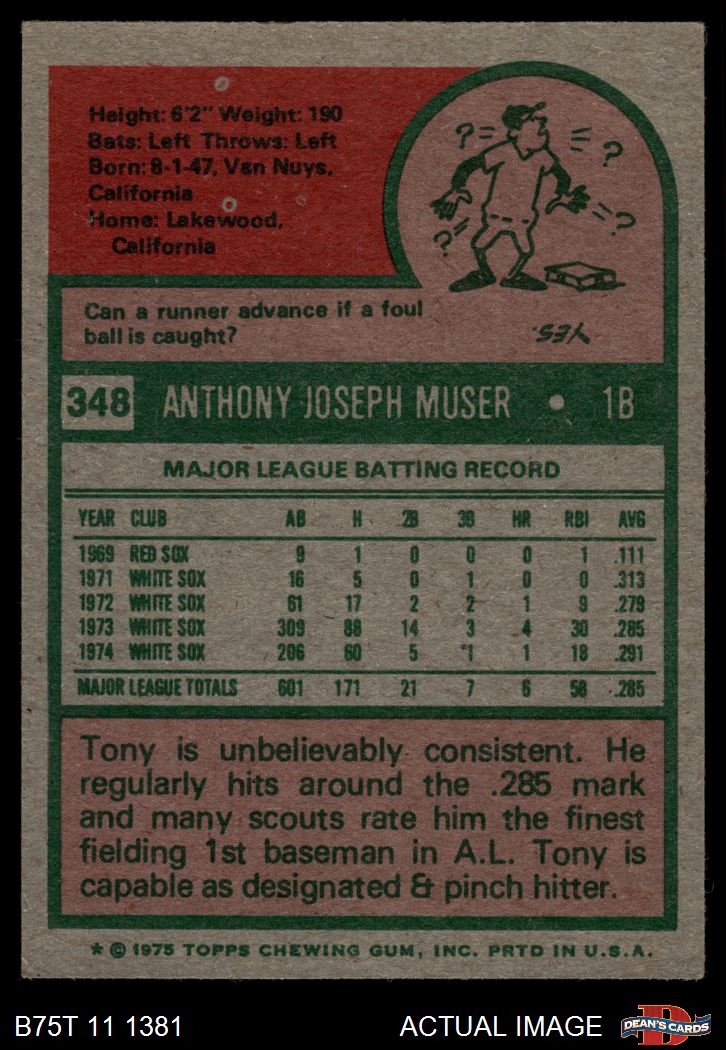 Height: 6'2" Weight: 190
Bats: Left Throws: Left
Born: 8-1-47, Van Nuys,
California
Home: Lakewood,
California
? ? ? ?
Can a runner advance if a foul
ball is caught?
YES.
348 ANTHONY JOSEPH MUSER • 1B
MAJOR LEAGUE BATTING RECORD
YEAR CLUB AB H 2B 3B HR RBI AVG
1969 RED SOX 9 1 0 0 0 1 .111
1971 WHITE SOX 16 5 0 1 0 0 .313
1972 WHITE SOX 61 17 2 2 1 9 .279
1973 WHITE SOX 309 88 14 3 4 30 .285
1974 WHITE SOX 206 60 5 1 1 18 .291
MAJOR LEAGUE TOTALS 601 171 21 7 6 58 .285
Tony is unbelievably consistent. He
regularly hits around the .285 mark
and many scouts rate him the finest
fielding 1st baseman in A.L. Tony is
capable as designated & pinch hitter.
* © 1975 TOPPS CHEWING GUM, INC. PRTD IN U.S.A.
B75T 11 1381 ACTUAL IMAGE D DEAN'S CARDS